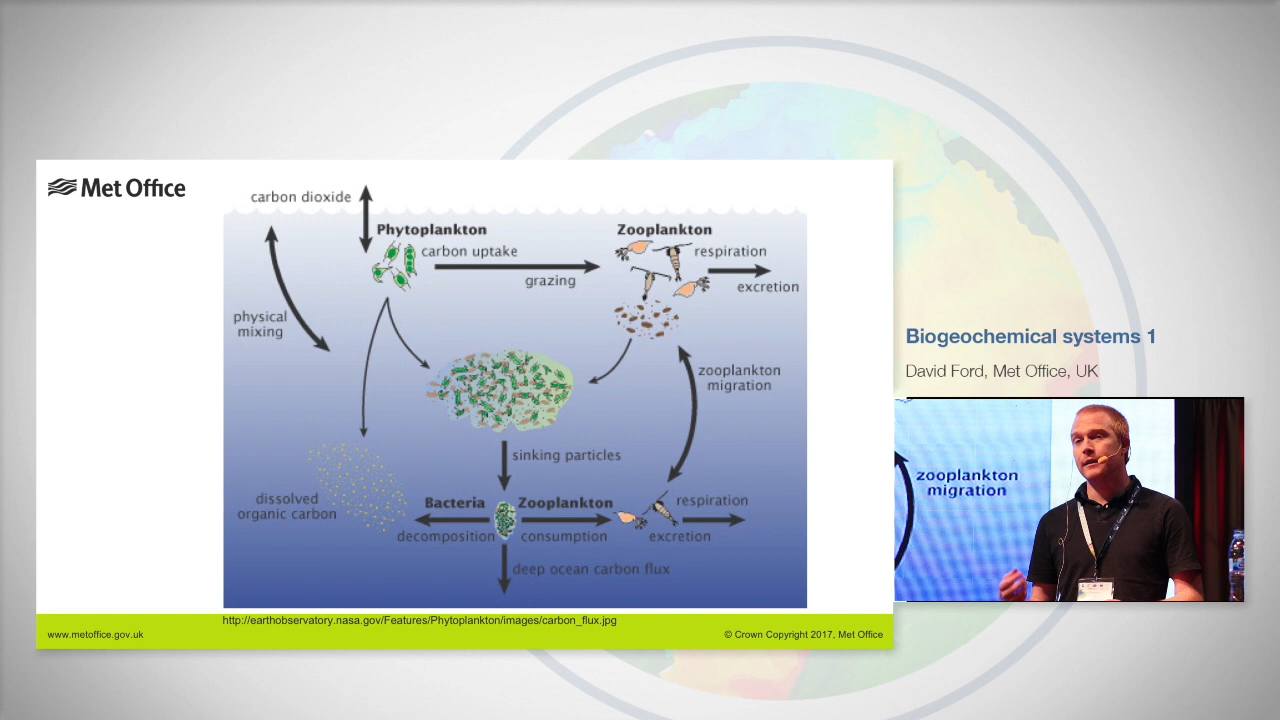 Met Office
carbon dioxide
Phytoplankton
carbon uptake
grazing
Zooplankton
respiration
excretion
physical
mixing
zooplankton
migration
sinking particles
dissolved
organic carbon
Bacteria
Zooplankton
respiration
decomposition
consumption
excretion
deep ocean carbon flux
http://earthobservatory.nasa.gov/Features/Phytoplankton/images/carbon_flux.jpg
www.metoffice.gov.uk
© Crown Copyright 2017, Met Office
Biogeochemical systems 1
David Ford, Met Office, UK
zooplankton
migration